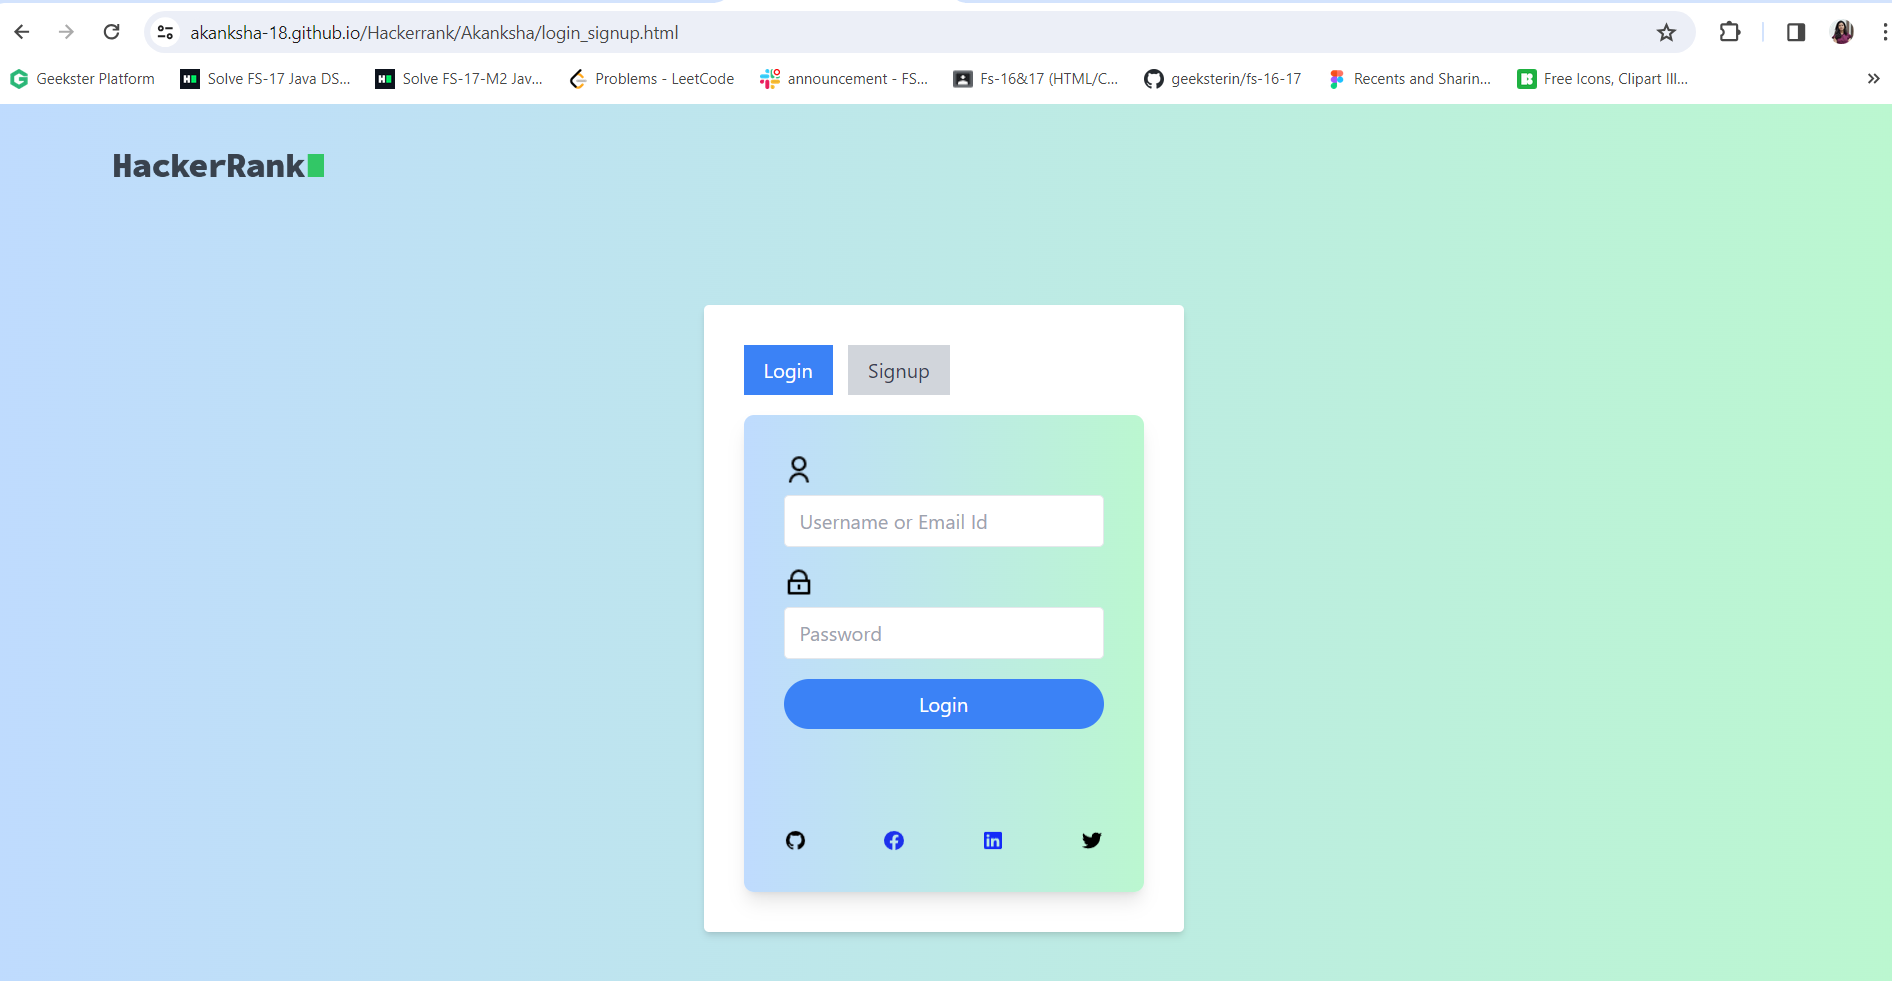 akanksha-18.github.io/Hackerrank/Akanksha/login_signup.html
Geekster Platform
Solve FS-17 Java DS...
Solve FS-17-M2 Jav...
Problems - LeetCode
announcement - FS...
Fs-16&17 (HTML/C...
geeksterin/fs-16-17
Recents and Sharin...
Free Icons, Clipart Ill...
HackerRank
Login
Signup
Username or Email Id
Password
Login